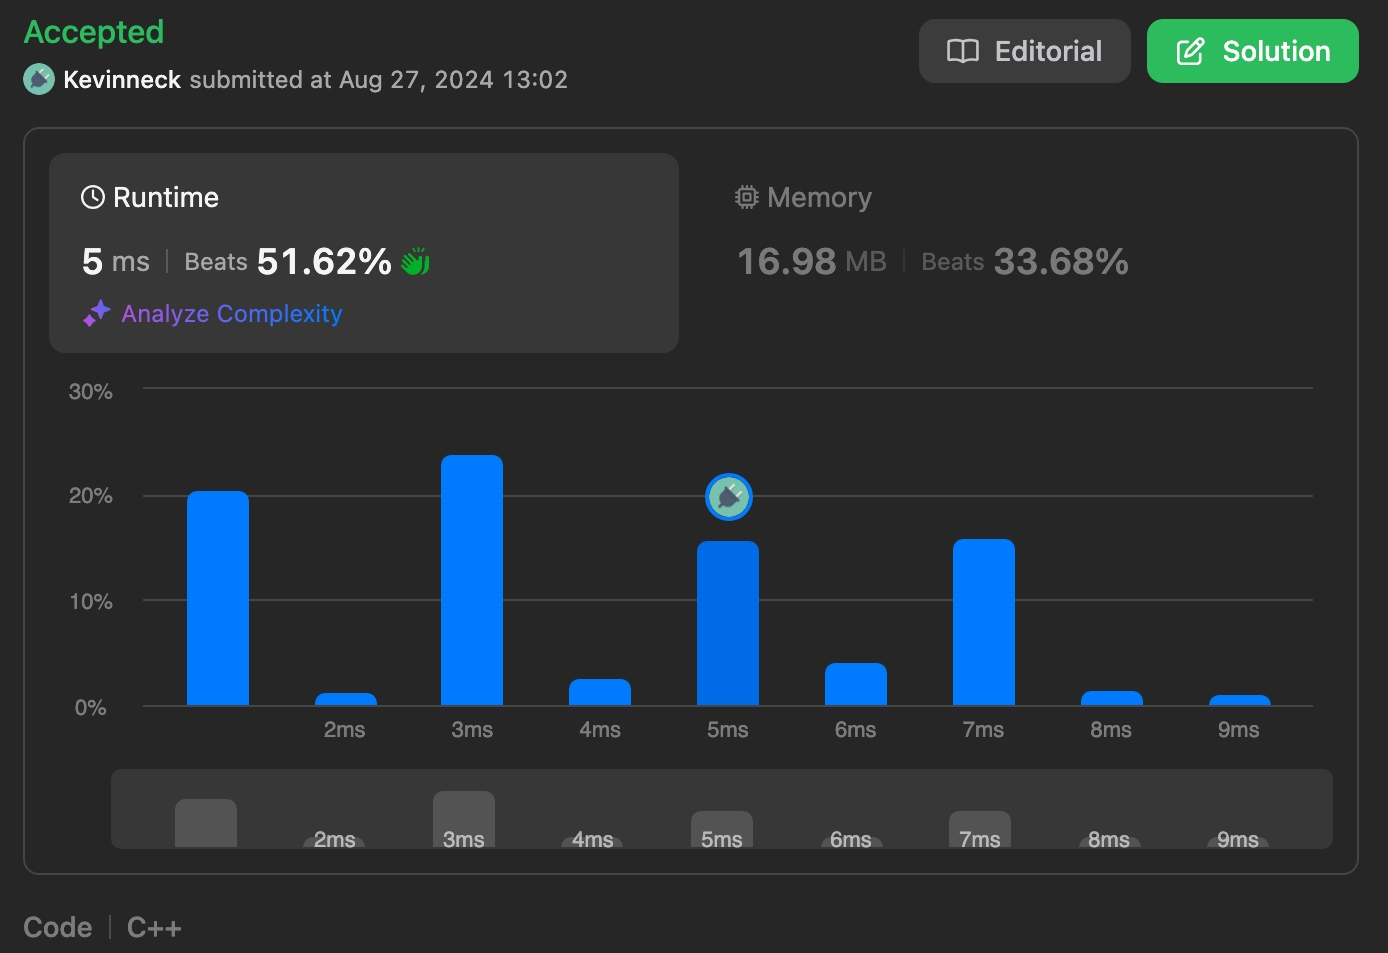 Accepted
Editorial
Solution
Kevinneck submitted at Aug 27, 2024 13:02
Runtime
5 ms | Beats 51.62%
Analyze Complexity
Memory
16.98 MB | Beats 33.68%
30%
20%
10%
0%
2ms 3ms 4ms 5ms 6ms 7ms 8ms 9ms
2ms 3ms 4ms 5ms 6ms 7ms 8ms 9ms
Code | C++